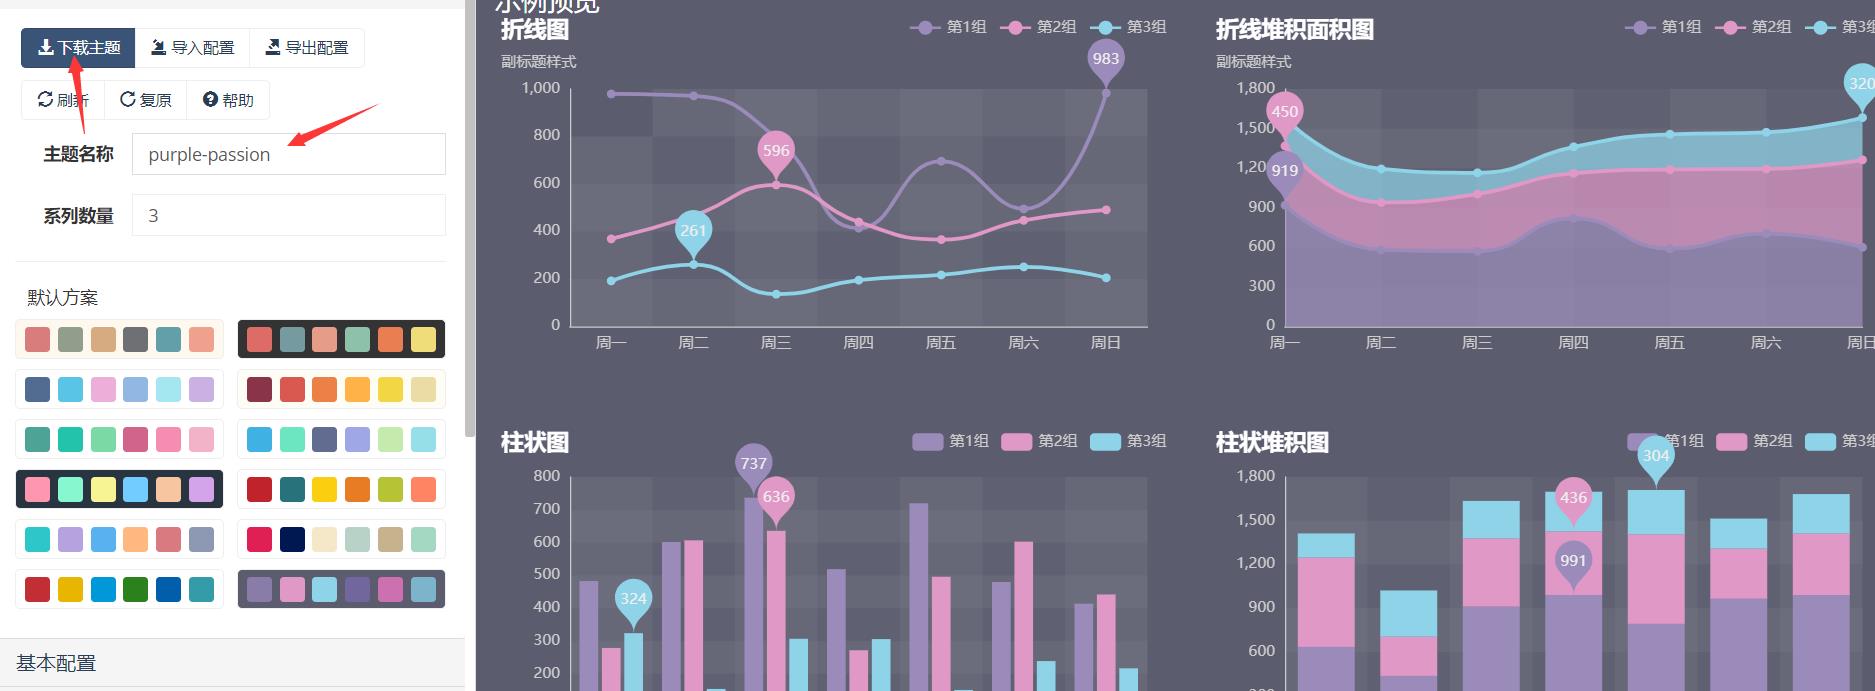 示例预览
下载主题
导入配置
导出配置
刷新
复原
帮助
主题名称
purple-passion
系列数量
3
默认方案
基本配置
折线图
副标题样式
第1组
第2组
第3组
983
596
261
1,000
800
600
400
200
0
周一
周二
周三
周四
周五
周六
周日
折线堆积面积图
副标题样式
第1组
第2组
第3组
320
450
919
1,800
1,500
1,200
900
600
300
0
周一
周二
周三
周四
周五
周六
周日
柱状图
第1组
第2组
第3组
737
636
324
800
700
600
500
400
300
200
柱状堆积图
第1组
第2组
第3组
304
436
991
1,800
1,500
1,200
900
600